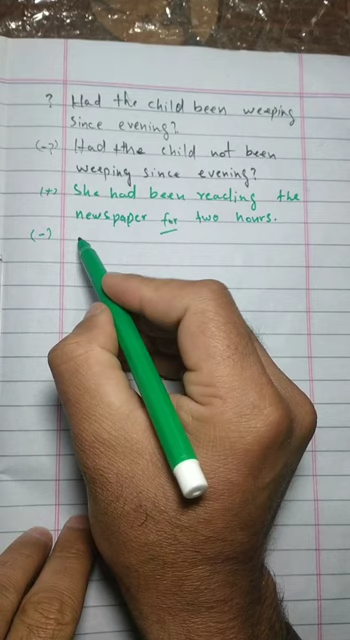 ? Had the child been weeping
since evening?
(-?) Had the child not been
weeping since evening?
(+) She had been reading the
newspaper for two hours.
(-)